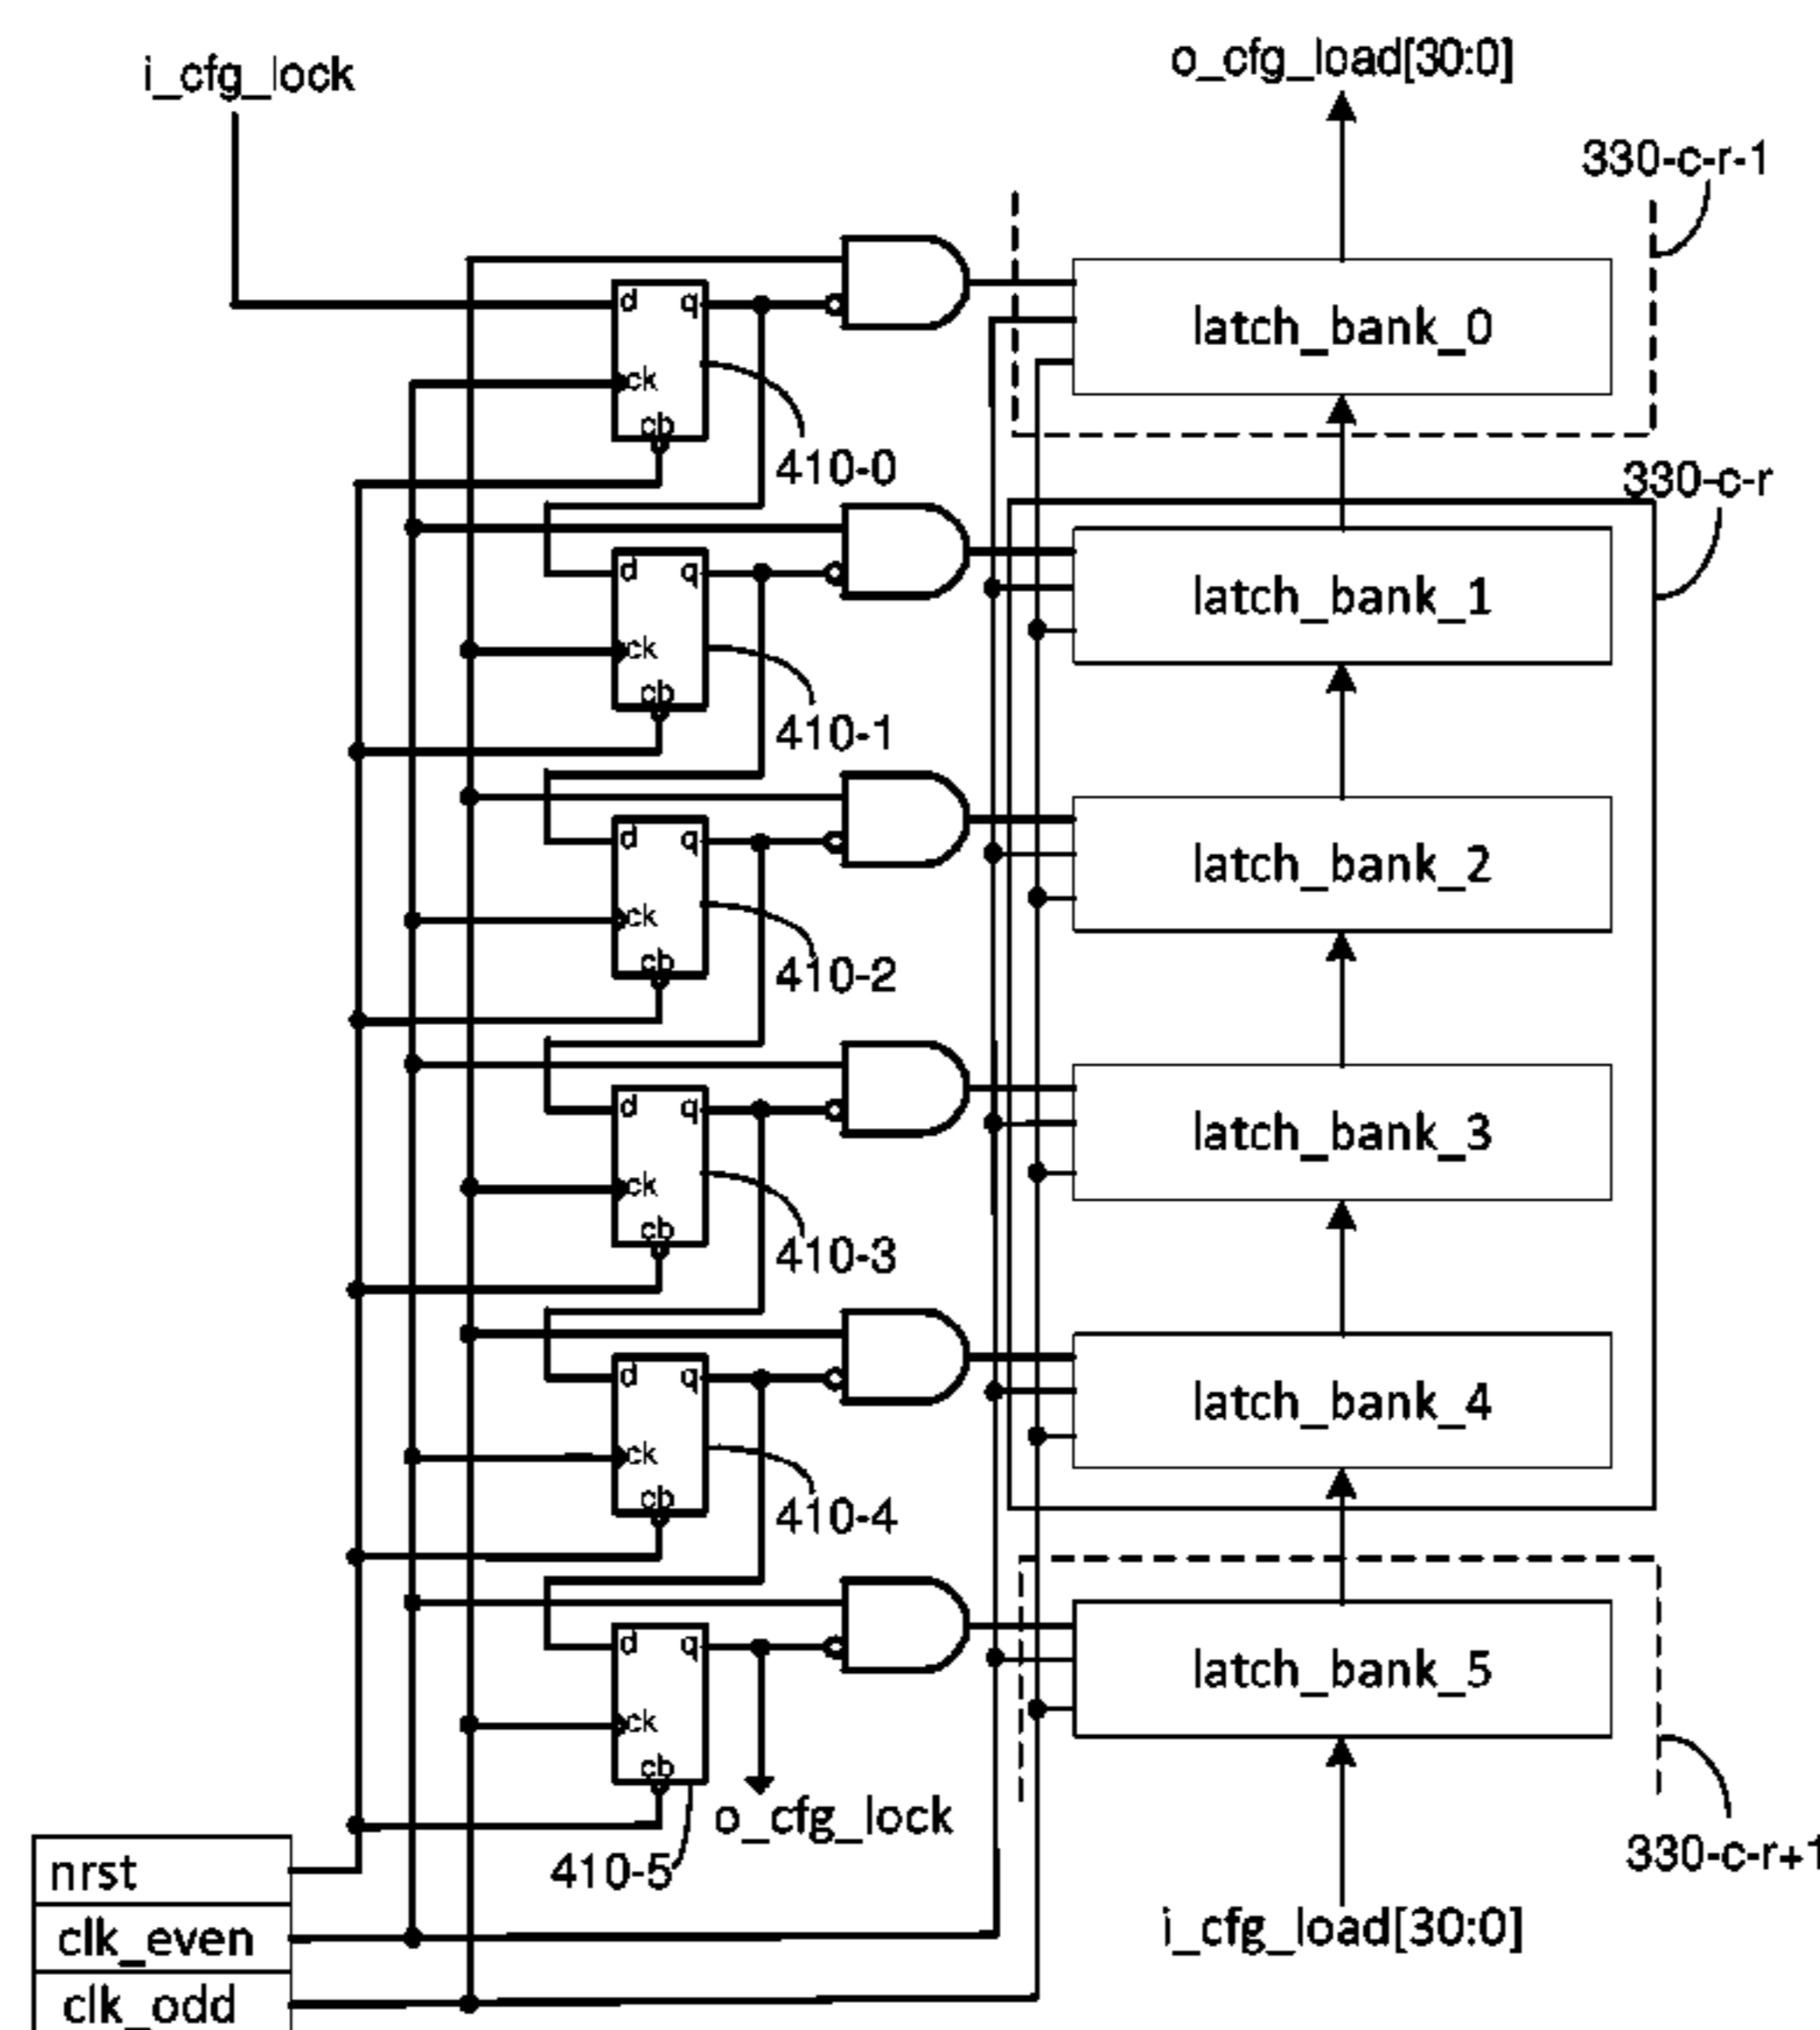 o_cfg_load[30:0]
i_cfg_lock
330-c-r-1
d q
latch_bank_0
ck
cb
410-0
330-c-r
d q
latch_bank_1
ck
cb
410-1
d q
latch_bank_2
ck
cb
410-2
d q
latch_bank_3
ck
cb
410-3
d q
latch_bank_4
ck
cb
410-4
d q
latch_bank_5
ck
cb
o_cfg_lock
330-c-r+1
410-5
nrst
i_cfg_load[30:0]
clk_even
clk_odd